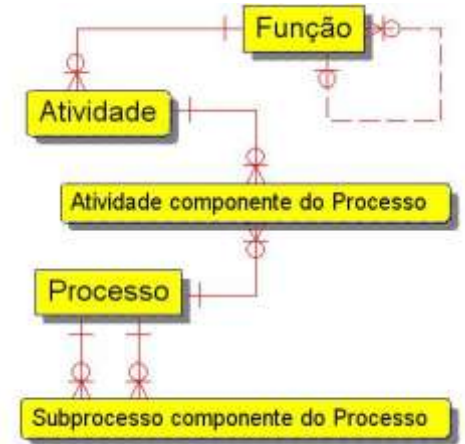 Função
Atividade
Atividade componente do Processo
Processo
Subprocesso componente do Processo